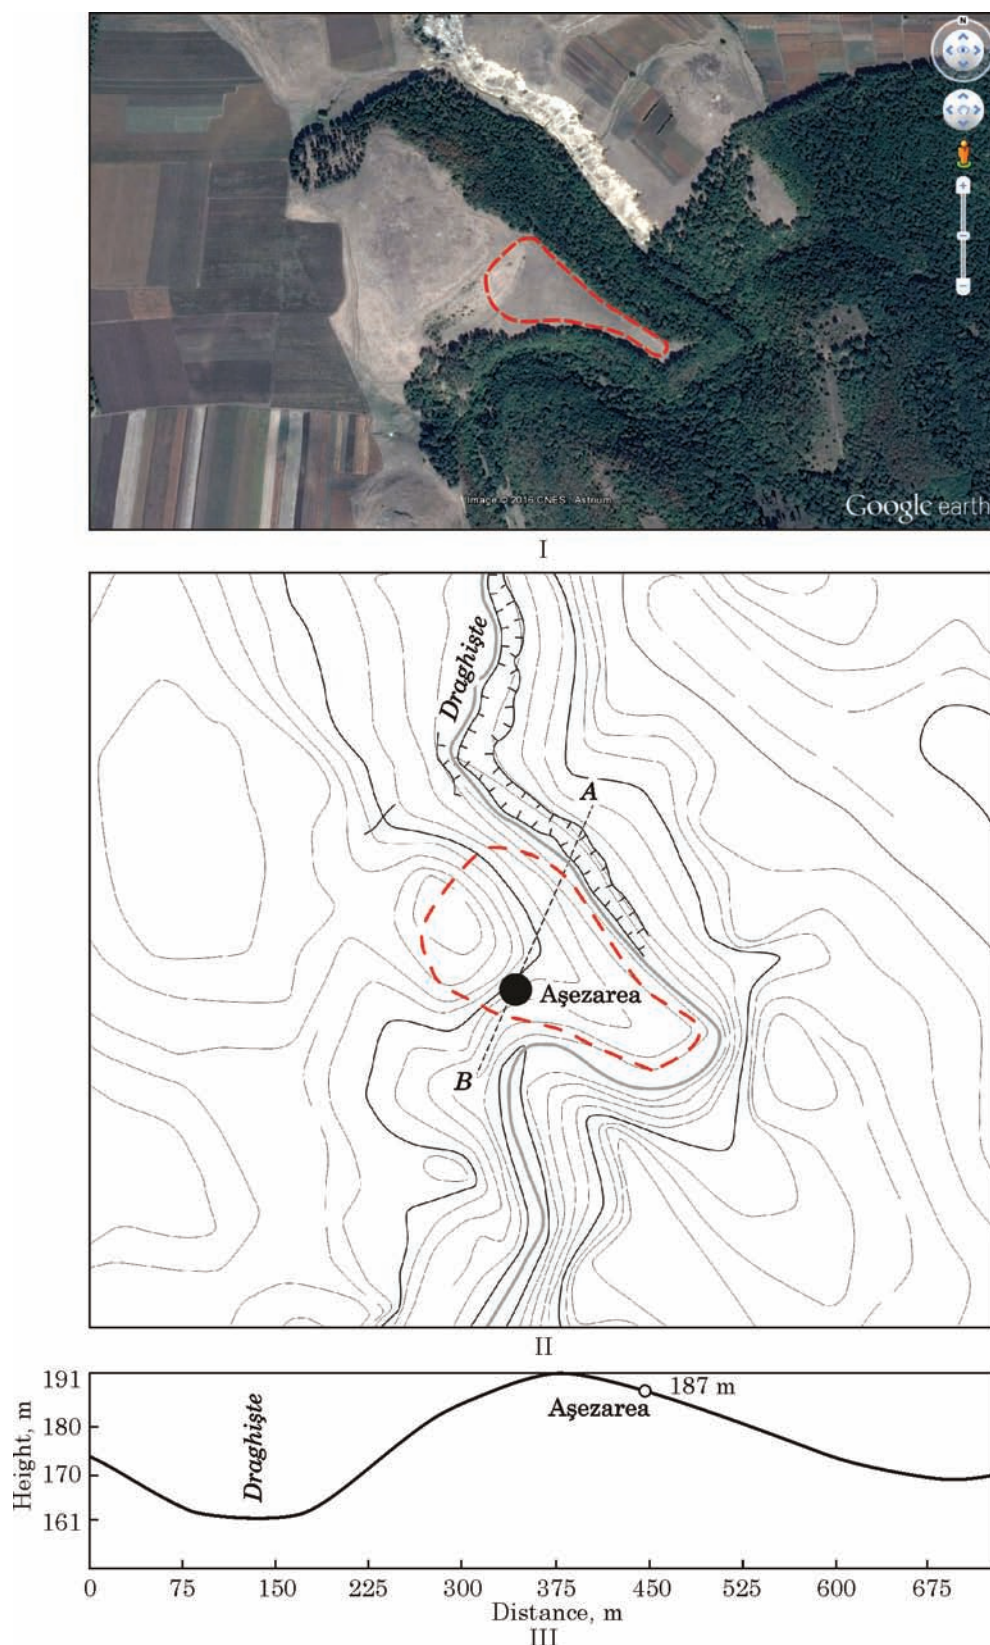 N
Image © 2016 CNES / Astrium
Google earth
I
Draghişte
A
Aşezarea
B
II
Height, m
191
180
170
161
Draghişte
187 m
Aşezarea
0 75 150 225 300 375 450 525 600 675
Distance, m
III